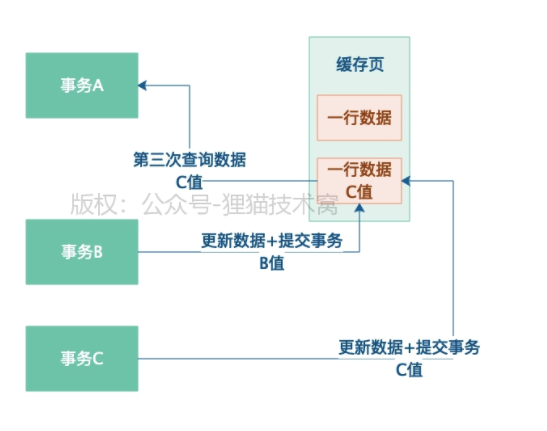 缓存页
事务A
一行数据
第三次查询数据
C值
一行数据
C值
版权：公众号-狸猫技术窝
事务B
更新数据+提交事务
B值
事务C
更新数据+提交事务
C值